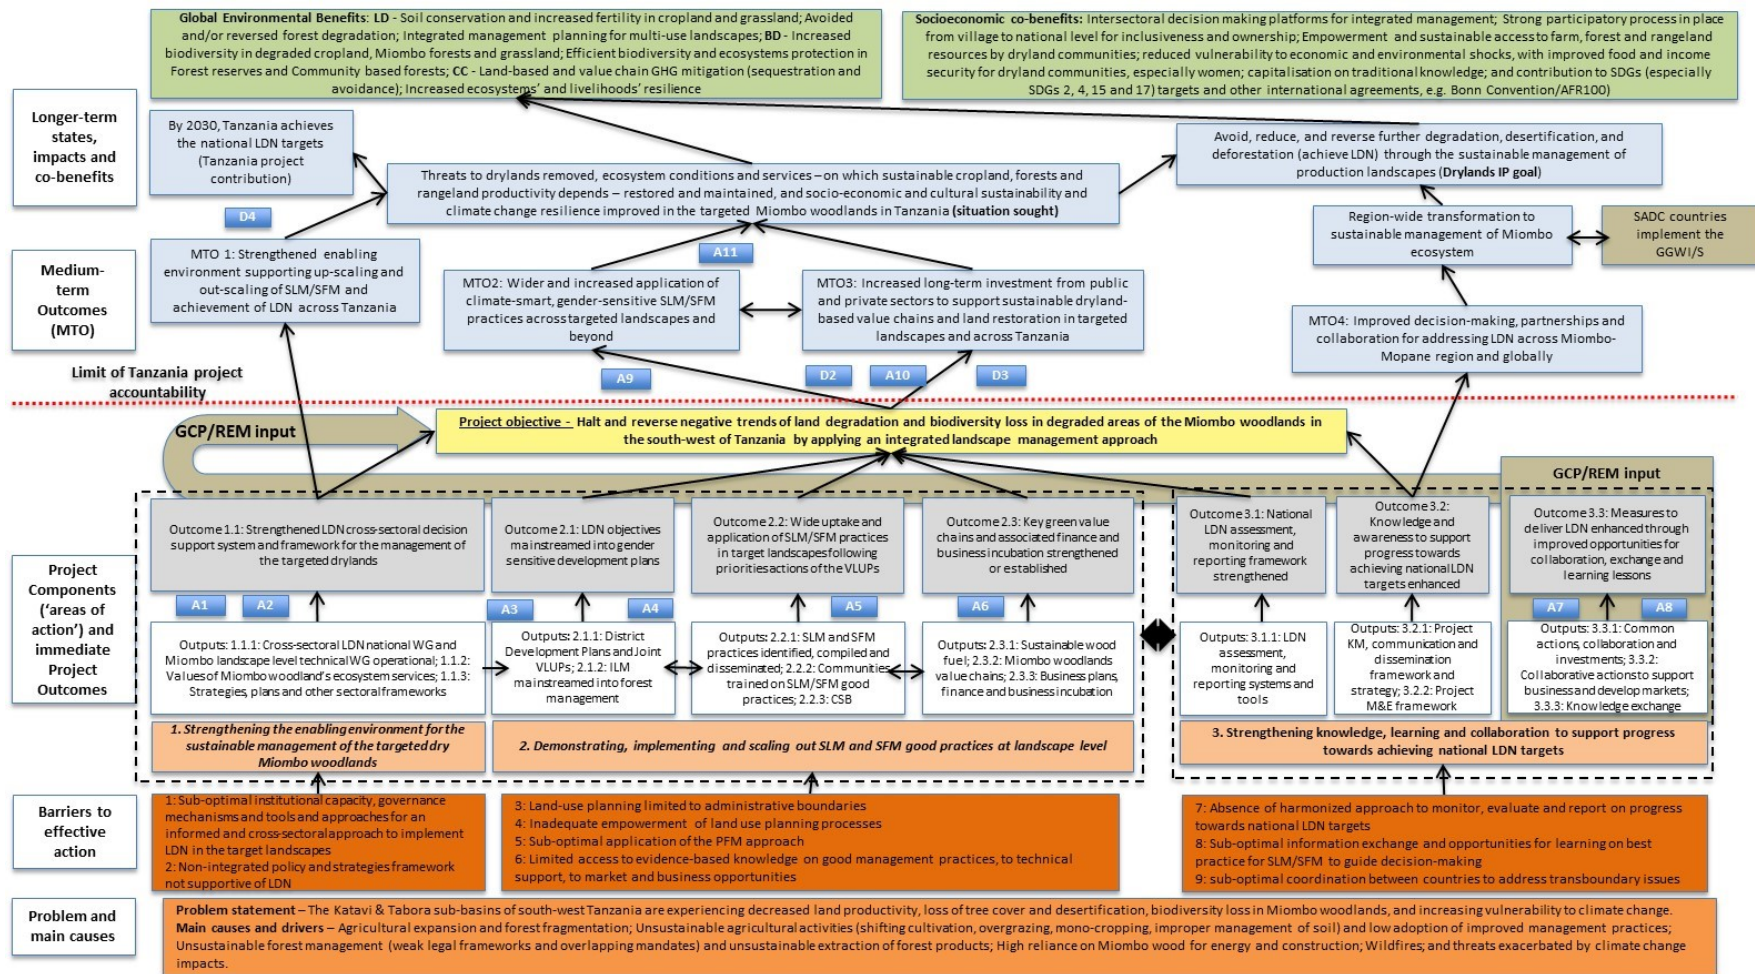 Global Environmental Benefits: LD - Soil conservation and increased fertility in cropland and grassland; Avoided
and/or reversed forest degradation; Integrated management planning for multi-use landscapes; BD -
Increased biodiversity in degraded cropland, Miombo forests and grassland; Efficient biodiversity and ecosystems protection in
Forest reserves and Community based forests; CC - Land-based and value chain GHG mitigation (sequestration and
avoidance); Increased ecosystems' and livelihoods' resilience
Socioeconomic co-benefits: Intersectoral decision making platforms for integrated management; Strong participatory process in place
from village to national level for inclusiveness and ownership; Empowerment and sustainable access to farm, forest and rangeland
resources by dryland communities; reduced vulnerability to economic and environmental shocks, with improved food and income
security for dryland communities, especially women; capitalisation on traditional knowledge; and contribution to SDGs (especially
SDGs 2, 4, 15 and 17) targets and other international agreements, e.g. Bonn Convention/AFR100)
Longer-term
states,
impacts and
co-benefits
By 2030, Tanzania achieves
the national LDN targets
(Tanzania project
contribution)
Threats to drylands removed, ecosystem conditions and services – on which sustainable cropland, forests and
rangeland productivity depends – restored and maintained, and socio-economic and cultural sustainability and
climate change resilience improved in the targeted Miombo woodlands in Tanzania (situation sought)
Avoid, reduce, and reverse further degradation, desertification, and
deforestation (achieve LDN) through the sustainable management of
production landscapes (Drylands IP goal)
D4
A11
Region-wide transformation to
sustainable management of Miombo
ecosystem
SADC countries
implement the
GGWI/S
Medium-
term
Outcomes
(MTO)
MTO 1: Strengthened enabling
environment supporting up-scaling and
out-scaling of SLM/SFM and
achievement of LDN across Tanzania
MTO2: Wider and increased application of
climate-smart, gender-sensitive SLM/SFM
practices across targeted landscapes and
beyond
MTO3: Increased long-term investment from public
and private sectors to support sustainable dryland-
based value chains and land restoration in targeted
landscapes and across Tanzania
MTO4: Improved decision-making, partnerships and
collaboration for addressing LDN across Miombo-
Mopane region and globally
Limit of Tanzania project
accountability
A9
D2
A10
D3
GCP/REM input
Project objective - Halt and reverse negative trends of land degradation and biodiversity loss in degraded areas of the Miombo woodlands in
the south-west of Tanzania by applying an integrated landscape management approach
GCP/REM input
Project
Components
('areas of
action') and
immediate
Project
Outcomes
Outcome 1.1: Strengthened LDN cross-sectoral decision
support system and framework for the management of
the targeted drylands
Outcome 2.1: LDN objectives
mainstreamed into gender
sensitive development plans
Outcome 2.2: Wide uptake and
application of SLM/SFM practices
in target landscapes following
priorities actions of the VLUPs
Outcome 2.3: Key green value
chains and associated finance and
business incubation strengthened
or established
Outcome 3.1: National
LDN assessment,
monitoring and
reporting framework
strengthened
Outcome 3.2:
Knowledge and
awareness to support
progress towards
achieving national LDN
targets enhanced
Outcome 3.3: Measures to
deliver LDN enhanced through
improved opportunities for
collaboration, exchange and
learning lessons
A1
A2
A3
A4
A5
A6
A7
A8
Outputs: 1.1.1: Cross-sectoral LDN national WG and
Miombo landscape level technical WG operational; 1.1.2:
Values of Miombo woodland's ecosystem services; 1.1.3:
Strategies, plans and other sectoral frameworks
Outputs: 2.1.1: District
Development Plans and Joint
VLUPs; 2.1.2: ILM
mainstreamed into forest
management
Outputs: 2.2.1: SLM and SFM
practices identified, compiled and
disseminated; 2.2.2: Communities
trained on SLM/SFM good
practices; 2.2.3: CSB
Outputs: 2.3.1: Sustainable wood
fuel; 2.3.2: Miombo woodlands
value chains; 2.3.3: Business plans,
finance and business incubation
Outputs: 3.1.1: LDN
assessment,
monitoring and
reporting systems and
tools
Outputs: 3.2.1: Project
KM, communication and
dissemination
framework and
strategy; 3.2.2: Project
M&E framework
Outputs: 3.3.1: Common
actions, collaboration and
investments; 3.3.2:
Collaborative actions to support
business and develop markets;
3.3.3: Knowledge exchange
1. Strengthening the enabling environment for the
sustainable management of the targeted dry
Miombo woodlands
2. Demonstrating, implementing and scaling out SLM and SFM good practices at landscape level
3. Strengthening knowledge, learning and collaboration to support progress
towards achieving national LDN targets
Barriers to
effective
action
1: Sub-optimal institutional capacity, governance
mechanisms and tools and approaches for an
informed and cross-sectoral approach to implement
LDN in the target landscapes
2: Non-integrated policy and strategies framework
not supportive of LDN
3: Land-use planning limited to administrative boundaries
4: Inadequate empowerment of land use planning processes
5: Sub-optimal application of the PFM approach
6: Limited access to evidence-based knowledge on good management practices, to technical
support, to market and business opportunities
7: Absence of harmonized approach to monitor, evaluate and report on progress
towards national LDN targets
8: Sub-optimal information exchange and opportunities for learning on best
practice for SLM/SFM to guide decision-making
9: sub-optimal coordination between countries to address transboundary issues
Problem and
main causes
Problem statement – The Katavi & Tabora sub-basins of south-west Tanzania are experiencing decreased land productivity, loss of tree cover and desertification, biodiversity loss in Miombo woodlands, and increasing vulnerability to climate change.
Main causes and drivers – Agricultural expansion and forest fragmentation; Unsustainable agricultural activities (shifting cultivation, overgrazing, mono-cropping, improper management of soil) and low adoption of improved management practices;
Unsustainable forest management (weak legal frameworks and overlapping mandates) and unsustainable extraction of forest products; High reliance on Miombo wood for energy and construction; Wildfires; and threats exacerbated by climate change
impacts.